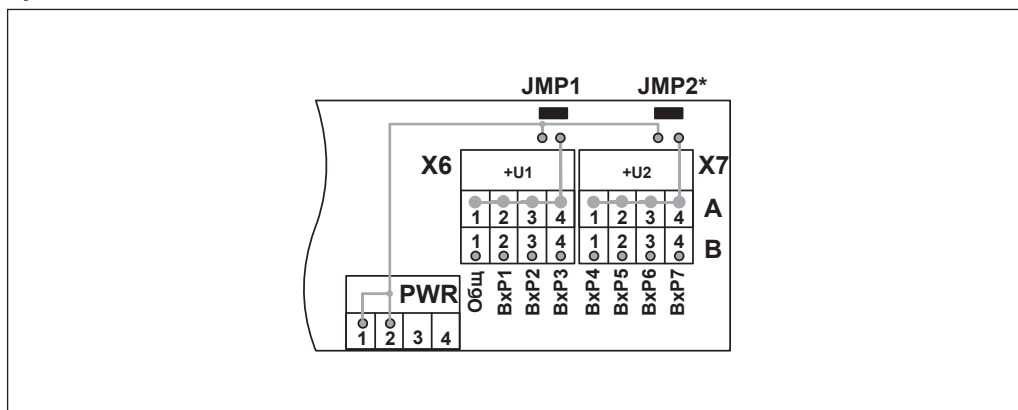 JMP1 JMP2*
X6 +U1 +U2 X7
1 2 3 4 1 2 3 4 A
1 2 3 4 1 2 3 4 B
Общ ВхР1 ВхР2 ВхР3 ВхР4 ВхР5 ВхР6 ВхР7
PWR
1 2 3 4